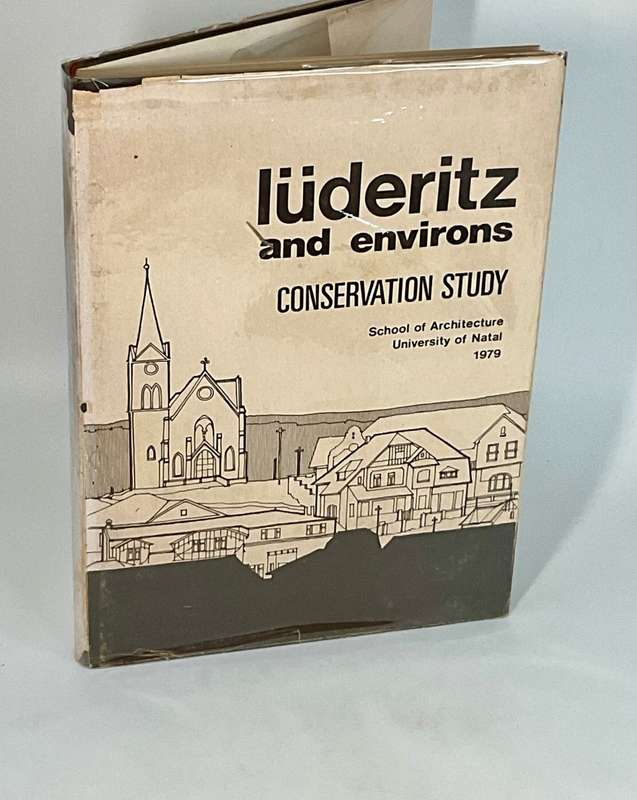 lüderitz
and environs
CONSERVATION STUDY
School of Architecture
University of Natal
1979